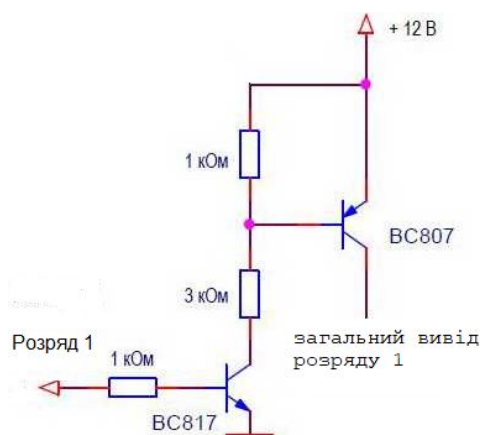 + 12 В
1 кОм
BC807
3 кОм
загальний вивід
розряду 1
Розряд 1
1 кОм
BC817